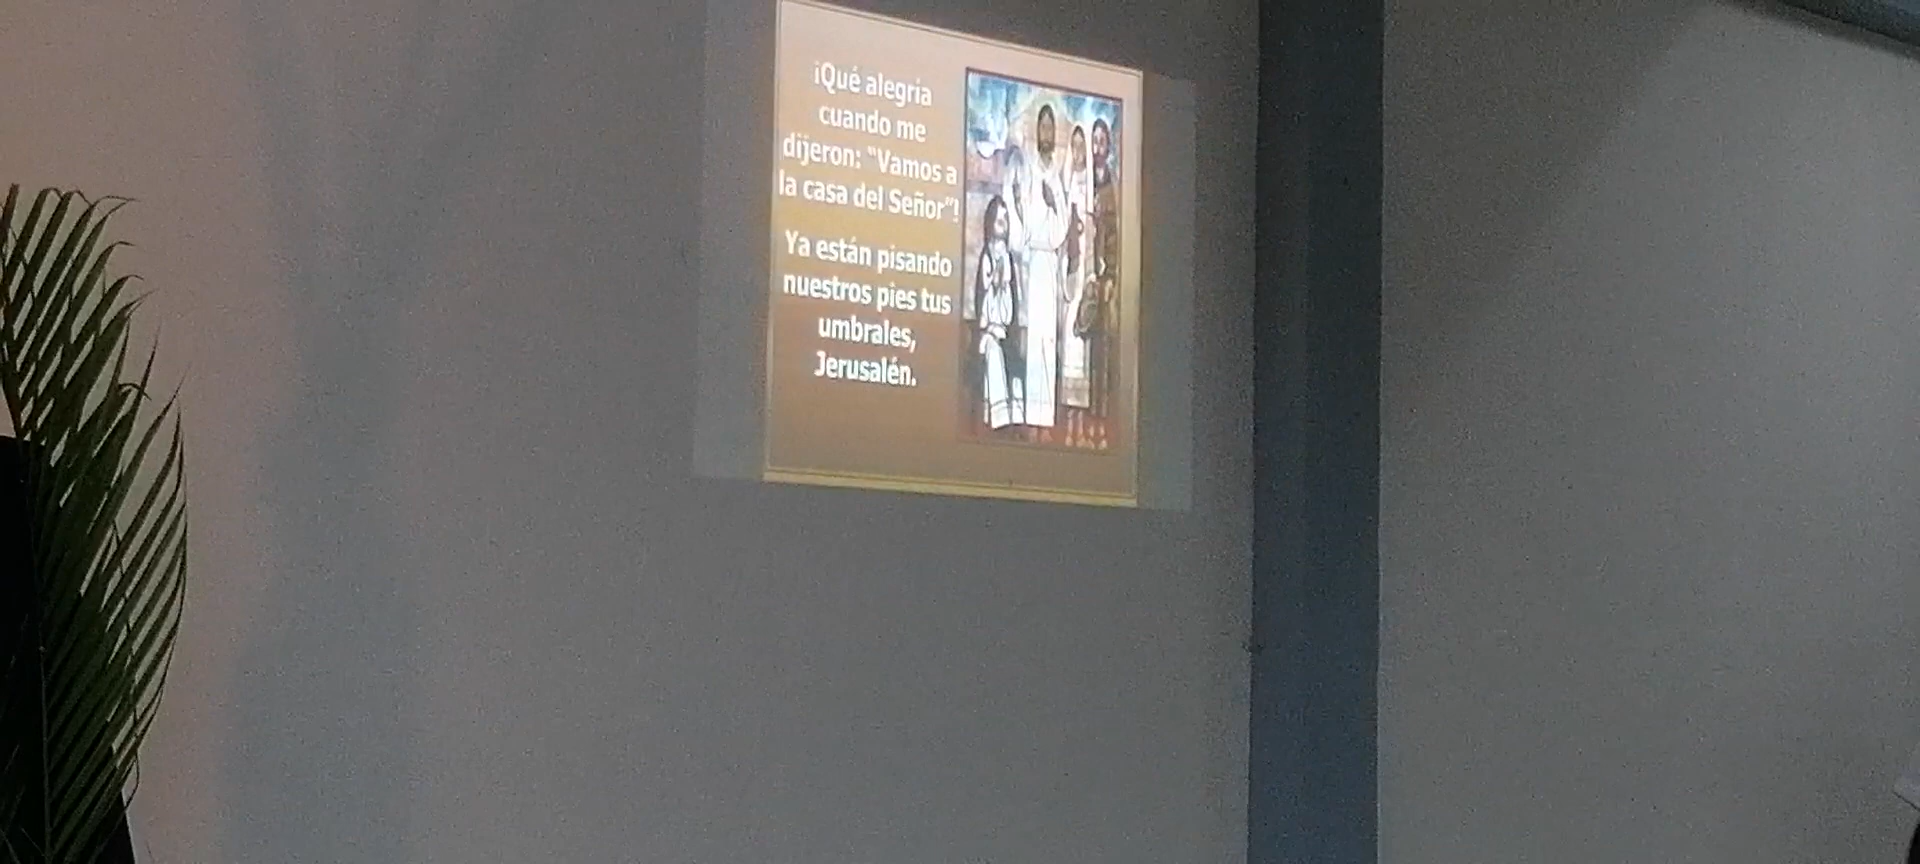 ¡Qué alegría
cuando me
dijeron: “Vamos a
la casa del Señor”!
Ya están pisando
nuestros pies tus
umbrales,
Jerusalén.